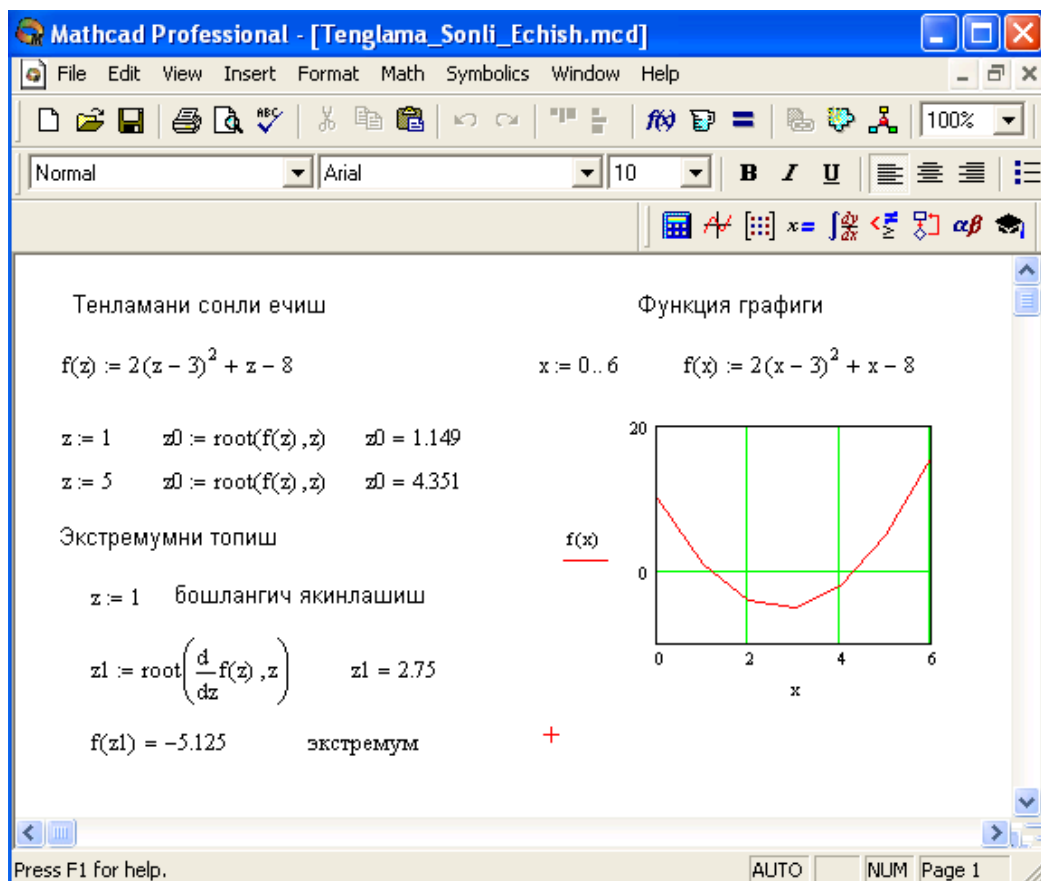 Mathcad Professional - [Tenglama_Sonli_Echish.mcd]
File Edit View Insert Format Math Symbolics Window Help
100%
Normal Arial 10 B I U
Тенламани сонли ечиш
f(z) := 2(z − 3)² + z − 8
z := 1 z0 := root(f(z) ,z) z0 = 1.149
z := 5 z0 := root(f(z) ,z) z0 = 4.351
Экстремумни топиш
z := 1 бошлангич якинлашиш
z1 := root(d/dz f(z) ,z) z1 = 2.75
f(z1) = −5.125 экстремум
Функция графиги
x := 0.. 6 f(x) := 2(x − 3)² + x − 8
20
f(x)
0
0 2 4 6
x
Press F1 for help. AUTO NUM Page 1